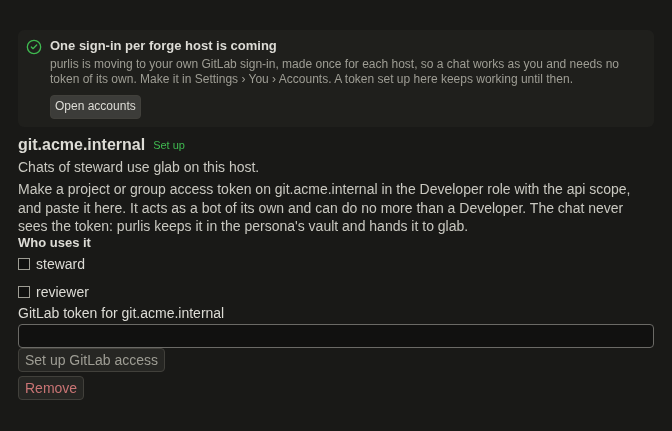 One sign-in per forge host is coming
purlis is moving to your own GitLab sign-in, made once for each host, so a chat works as you and needs no
token of its own. Make it in Settings › You › Accounts. A token set up here keeps working until then.
Open accounts
git.acme.internal Set up
Chats of steward use glab on this host.
Make a project or group access token on git.acme.internal in the Developer role with the api scope,
and paste it here. It acts as a bot of its own and can do no more than a Developer. The chat never
sees the token: purlis keeps it in the persona's vault and hands it to glab.
Who uses it
steward
reviewer
GitLab token for git.acme.internal
Set up GitLab access
Remove